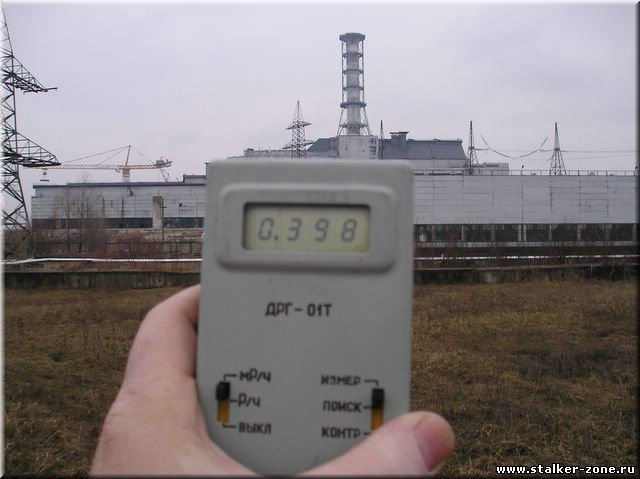 0.398
ДРГ-01Т
мР/ч
Р/ч
ВЫКЛ
ИЗМЕР
ПОИСК
КОНТР
www.stalker-zone.ru